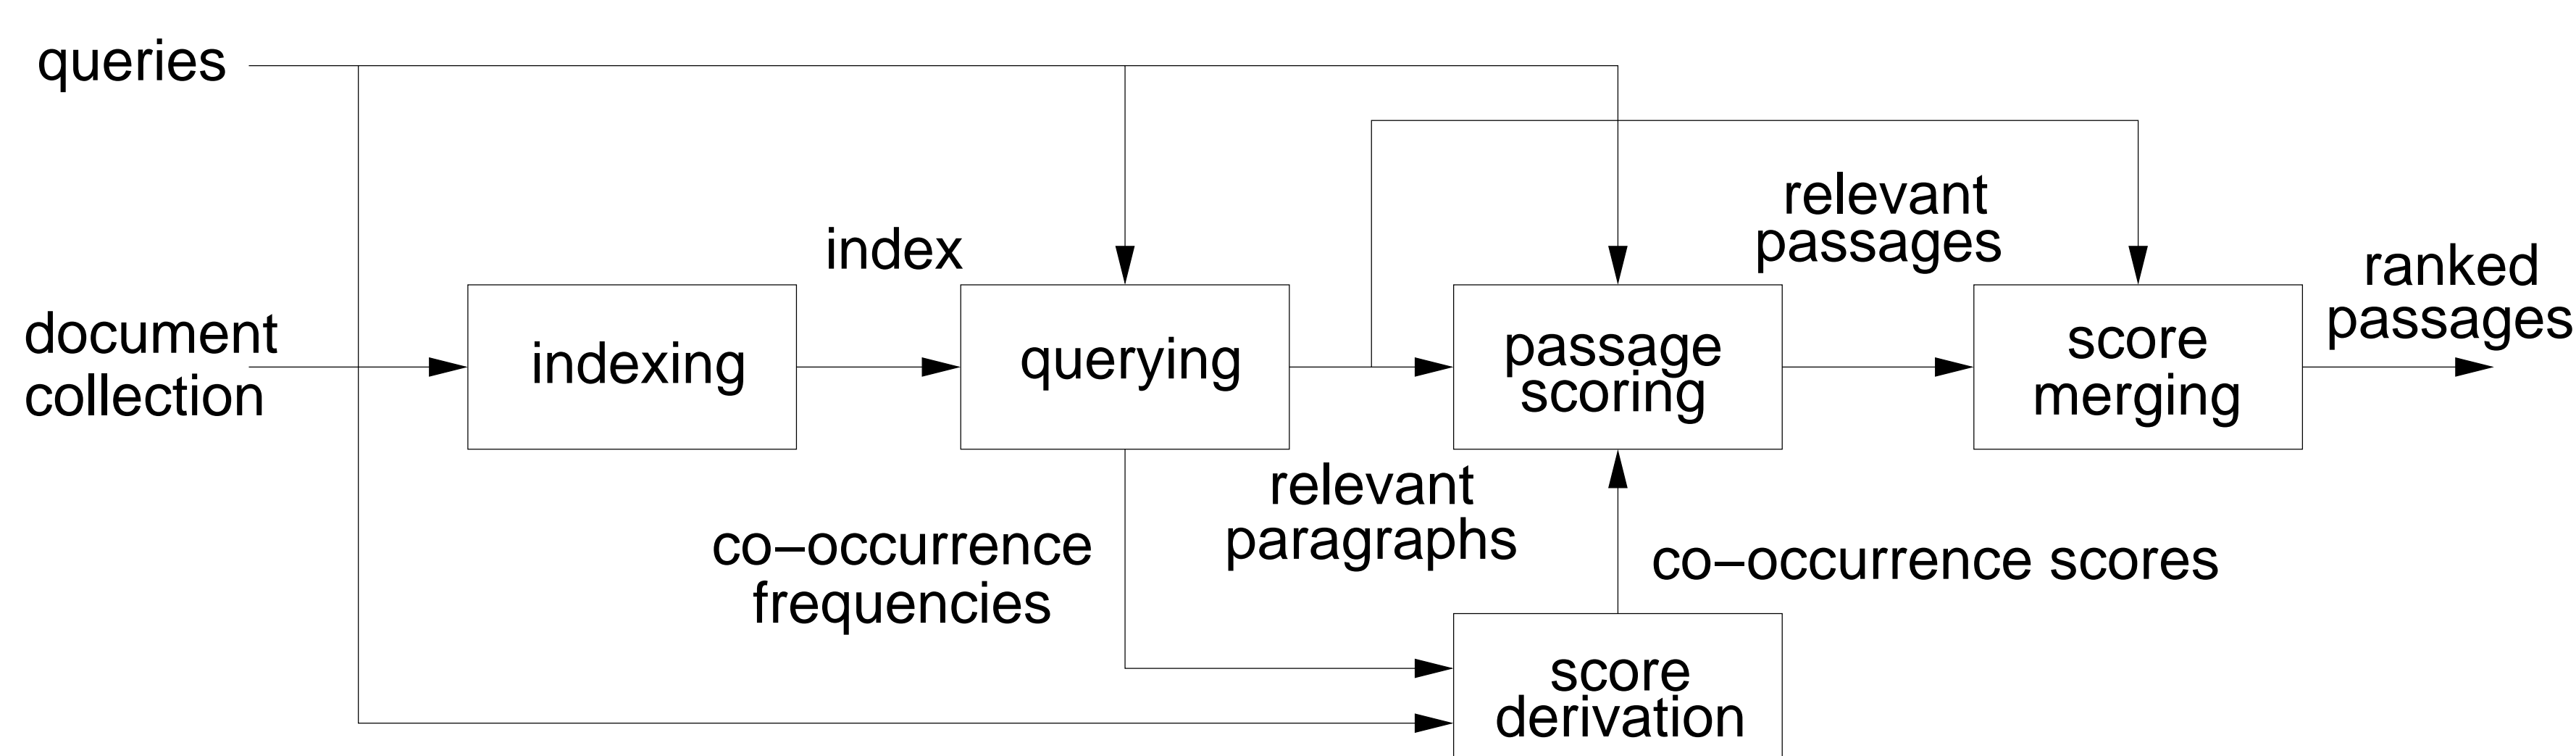 queries
document
collection
indexing
index
querying
co–occurrence
frequencies
relevant
paragraphs
passage
scoring
relevant
passages
score
merging
ranked
passages
co–occurrence scores
score
derivation